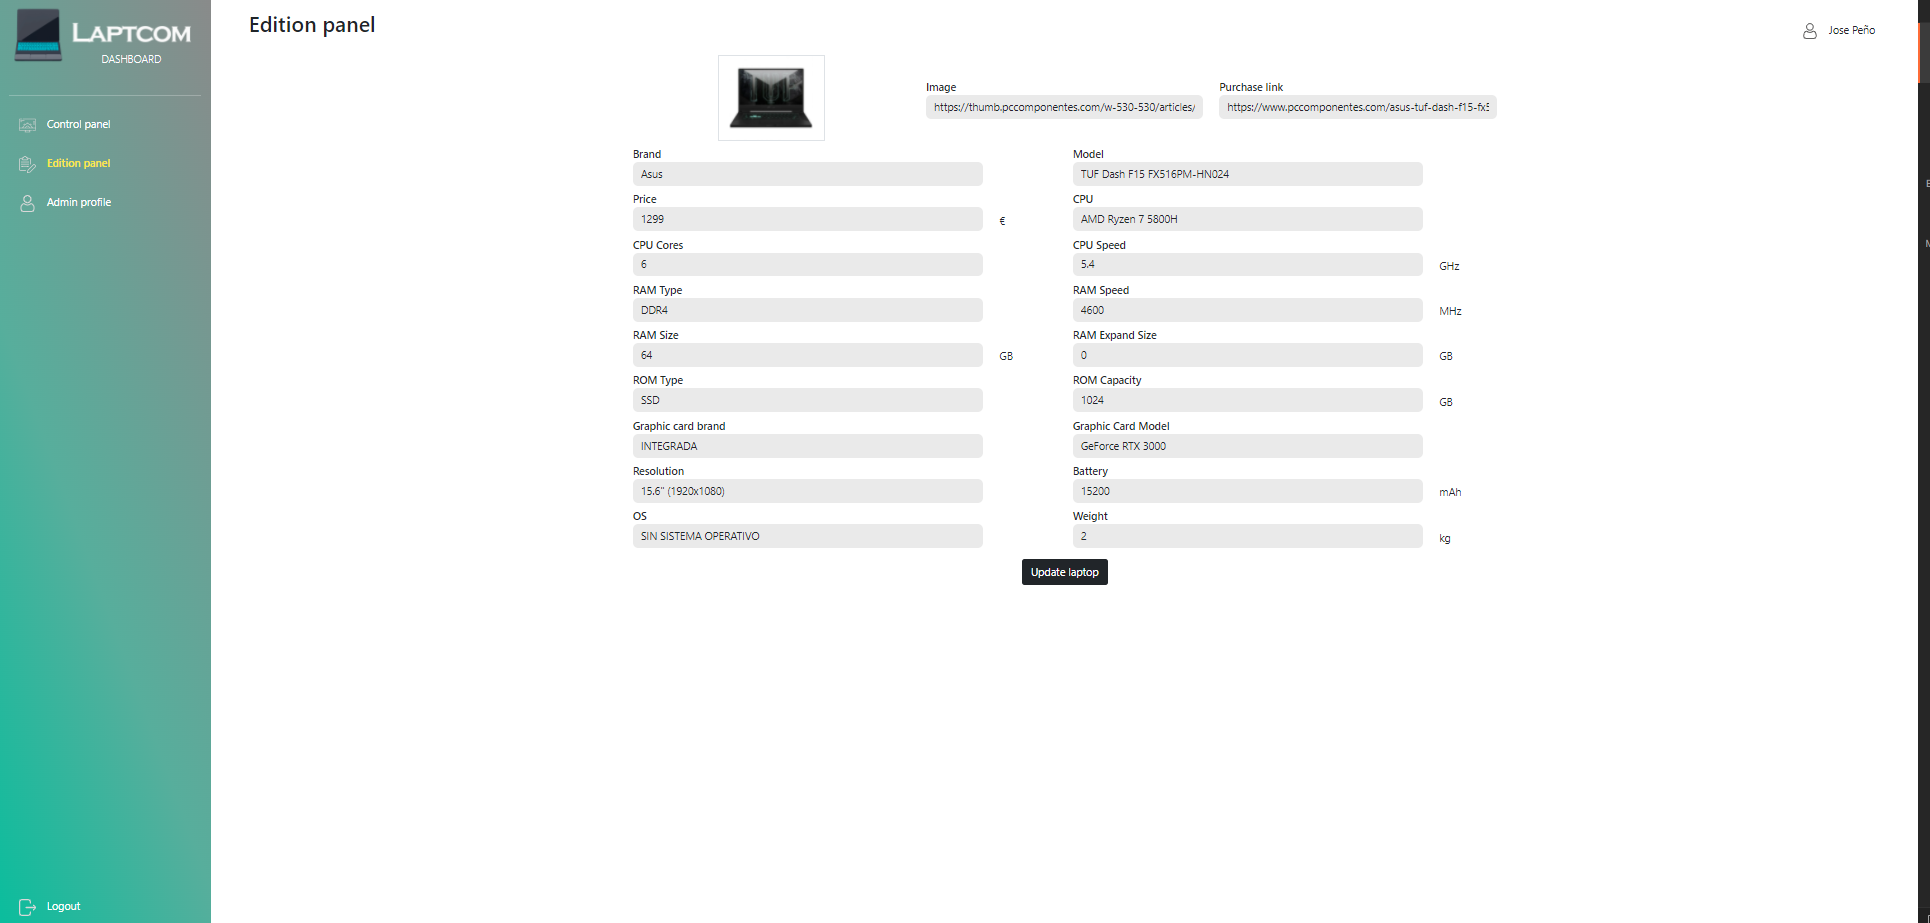 LAPTCOM
DASHBOARD
Control panel
Edition panel
Admin profile
Logout
Edition panel
Jose Peño
Image
https://thumb.pccomponentes.com/w-530-530/articles/
Purchase link
https://www.pccomponentes.com/asus-tuf-dash-f15-fx5
Brand
Asus
Model
TUF Dash F15 FX516PM-HN024
Price
1299 €
CPU
AMD Ryzen 7 5800H
CPU Cores
6
CPU Speed
5.4 GHz
RAM Type
DDR4
RAM Speed
4600 MHz
RAM Size
64 GB
RAM Expand Size
0 GB
ROM Type
SSD
ROM Capacity
1024 GB
Graphic card brand
INTEGRADA
Graphic Card Model
GeForce RTX 3000
Resolution
15.6" (1920x1080)
Battery
15200 mAh
OS
SIN SISTEMA OPERATIVO
Weight
2 kg
Update laptop